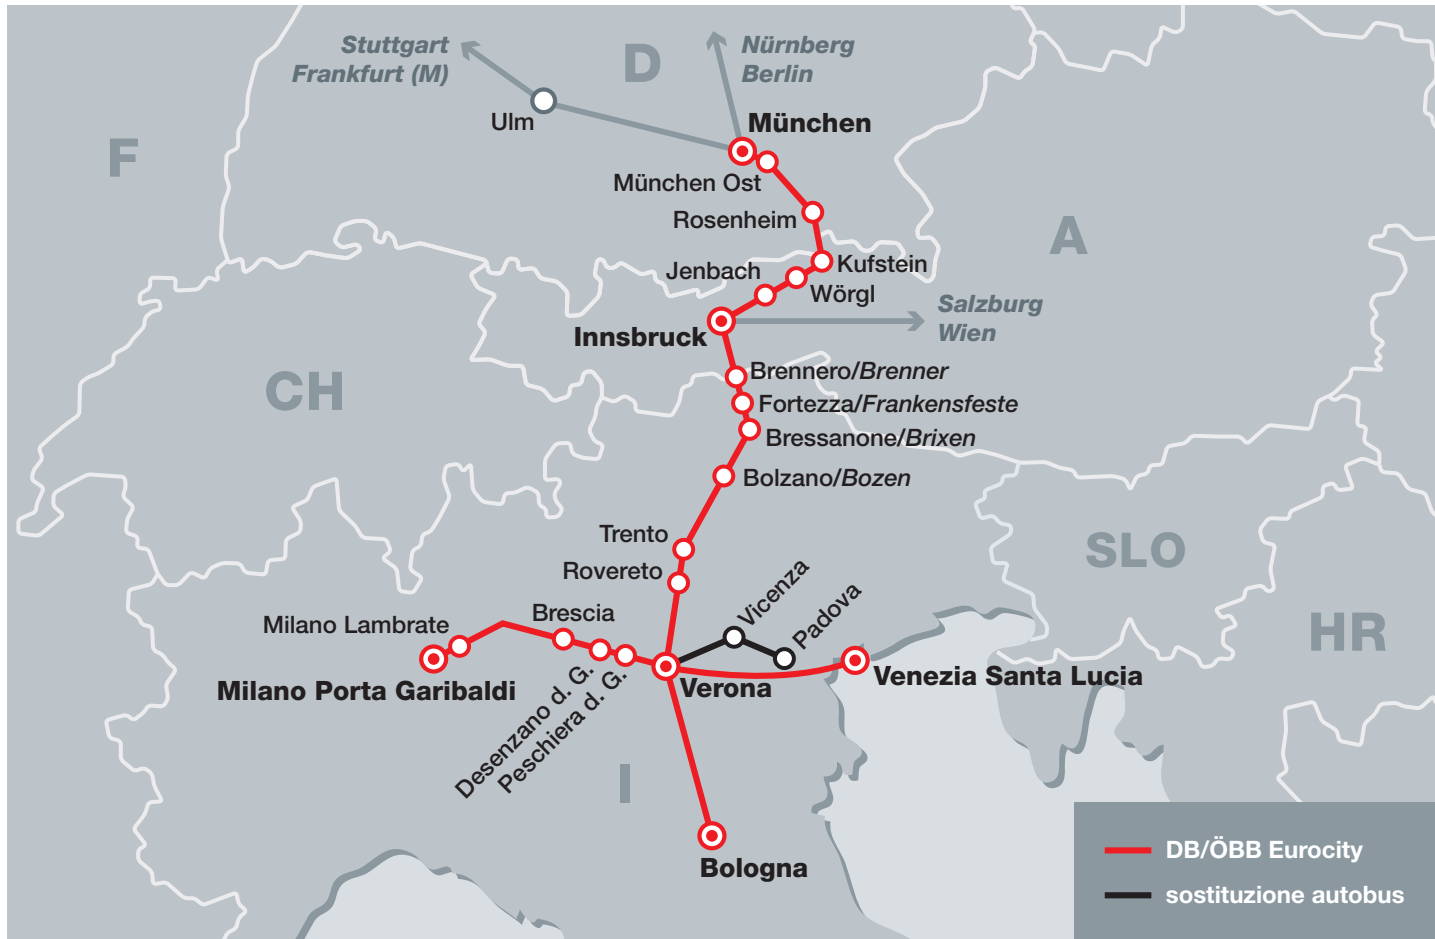 Stuttgart
Frankfurt (M)
D
Nürnberg
Berlin
Ulm
München
F
München Ost
Rosenheim
A
Kufstein
Jenbach
Wörgl
Salzburg
Wien
Innsbruck
CH
Brennero/Brenner
Fortezza/Frankensfeste
Bressanone/Brixen
Bolzano/Bozen
Trento
SLO
Rovereto
Vicenza
Padova
Brescia
Milano Lambrate
HR
Milano Porta Garibaldi
Verona
Venezia Santa Lucia
Desenzano d. G.
Peschiera d. G.
I
Bologna
DB/ÖBB Eurocity
sostituzione autobus